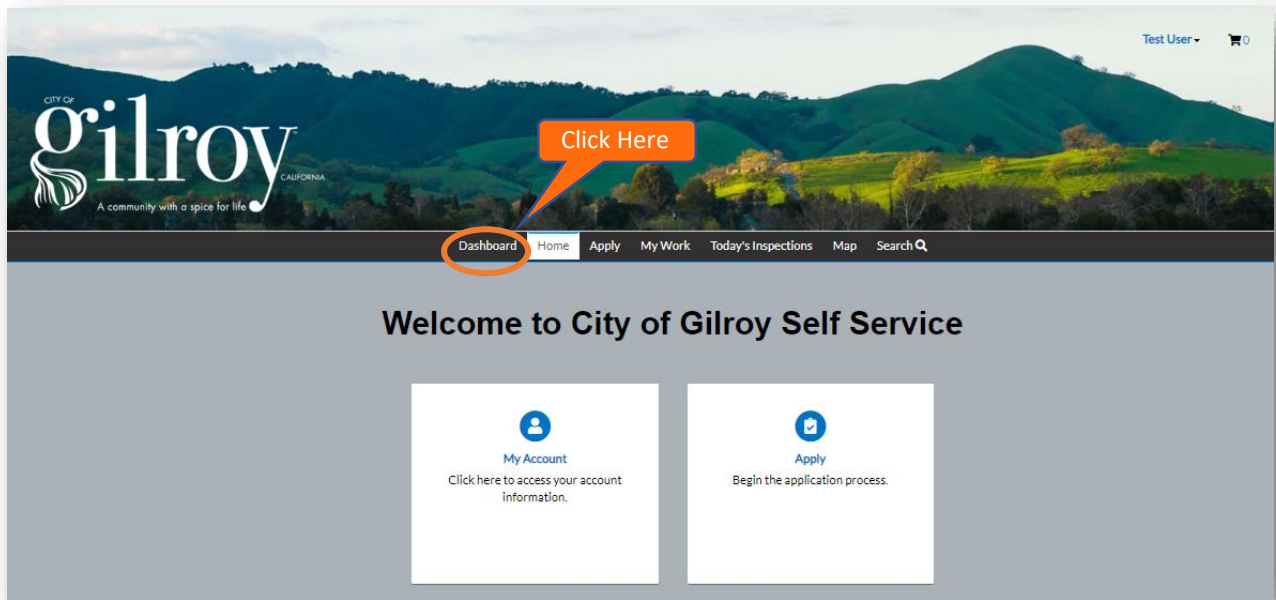 Test User 0
CITY OF
gilroy
CALIFORNIA
A community with a spice for life
Click Here
Dashboard Home Apply My Work Today's Inspections Map Search
Welcome to City of Gilroy Self Service
My Account
Click here to access your account
information.
Apply
Begin the application process.